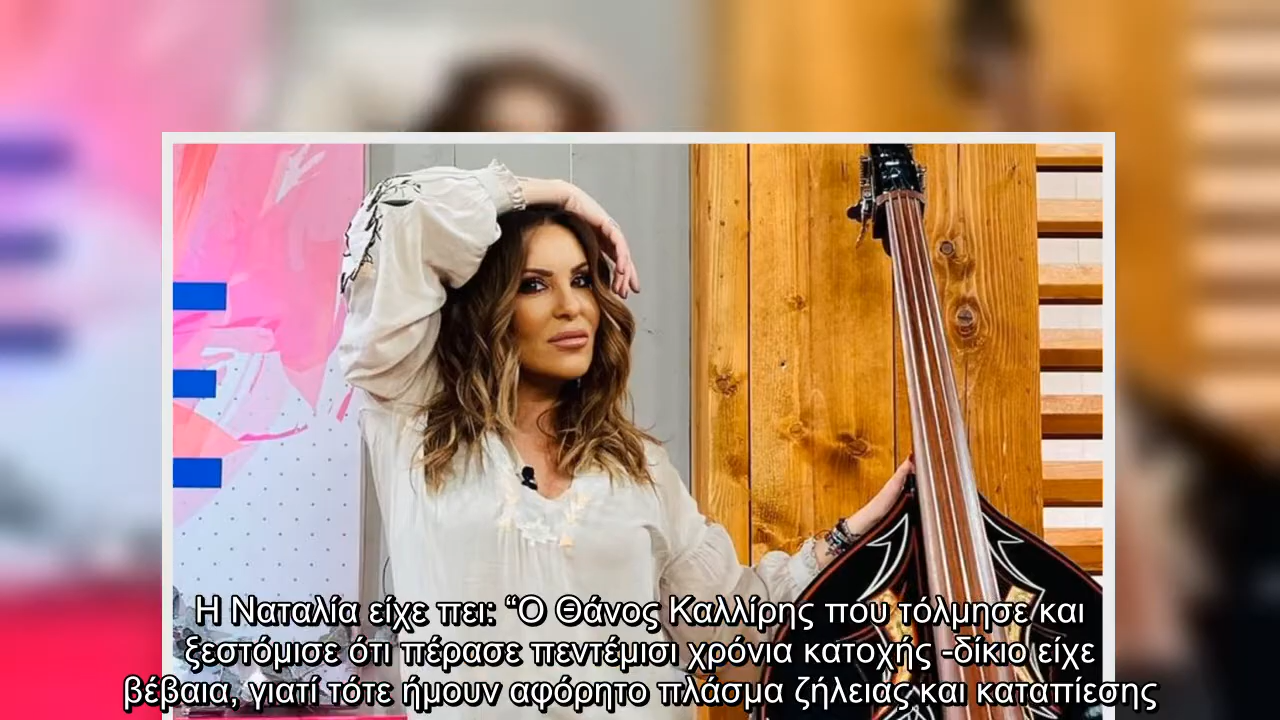 Η Ναταλία είχε πει: “Ο Θάνος Καλλίρης που τόλμησε και
ξεστόμισε ότι πέρασε πεντέμισι χρόνια κατοχής -δίκιο είχε
βέβαια, γιατί τότε ήμουν αφόρητο πλάσμα ζήλειας και καταπίεσης